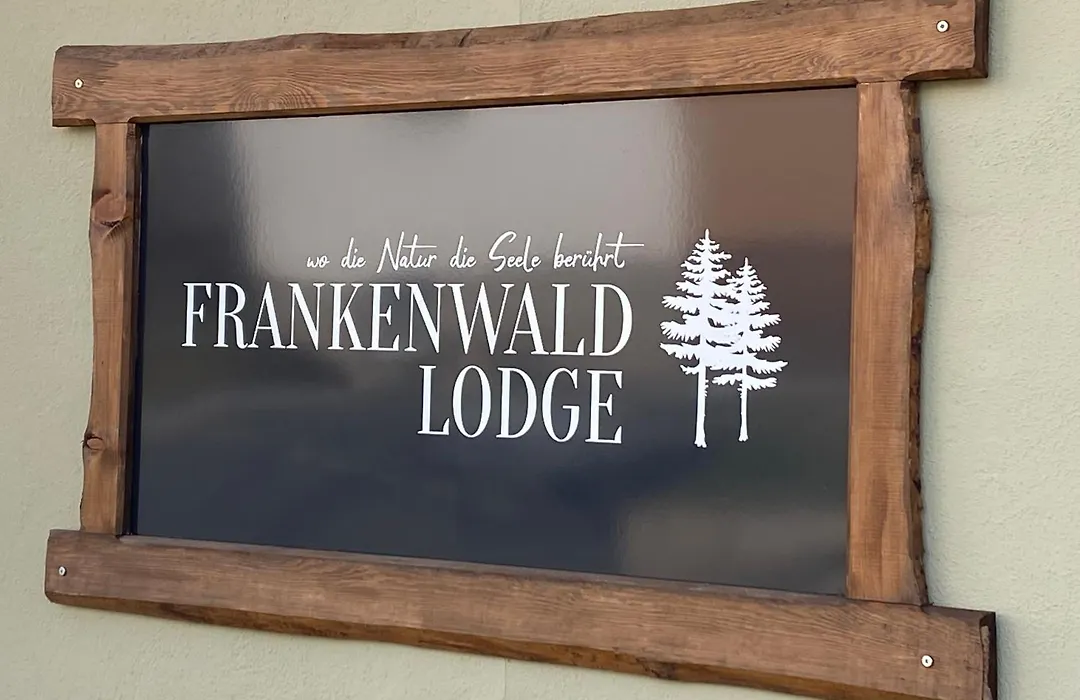 wo die Natur die Seele berührt
FRANKENWALD
LODGE